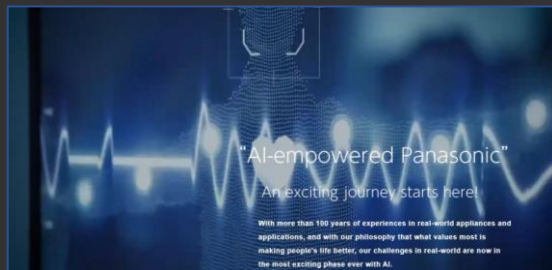 “AI-empowered Panasonic”
An exciting journey starts here!
With more than 100 years of experiences in real-world appliances and
applications, and with our philosophy that what values most is
making people's life better, our challenges in real-world are now in
the most exciting phase ever with AI.